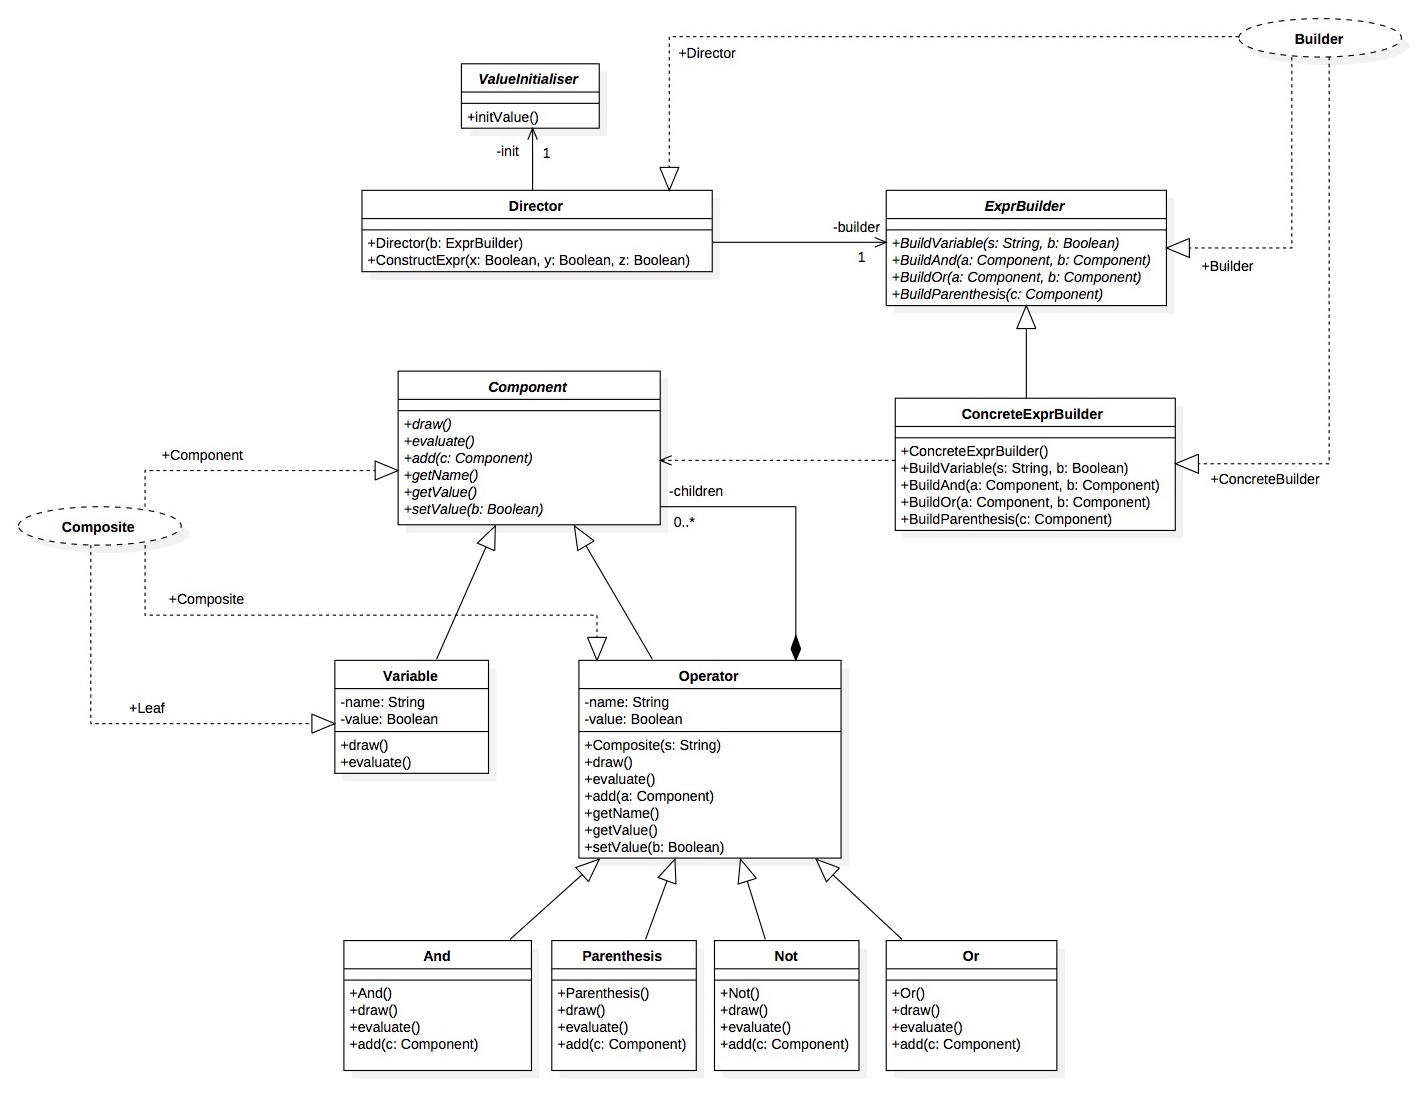 Builder
+Director
ValueInitialiser
+initValue()
-init
1
Director
+Director(b: ExprBuilder)
+ConstructExpr(x: Boolean, y: Boolean, z: Boolean)
-builder
1
ExprBuilder
+BuildVariable(s: String, b: Boolean)
+BuildAnd(a: Component, b: Component)
+BuildOr(a: Component, b: Component)
+BuildParenthesis(c: Component)
+Builder
Component
+draw()
+evaluate()
+add(c: Component)
+getName()
+getValue()
+setValue(b: Boolean)
ConcreteExprBuilder
+ConcreteExprBuilder()
+BuildVariable(s: String, b: Boolean)
+BuildAnd(a: Component, b: Component)
+BuildOr(a: Component, b: Component)
+BuildParenthesis(c: Component)
+ConcreteBuilder
+Component
-children
0..*
Composite
+Composite
+Leaf
Variable
-name: String
-value: Boolean
+draw()
+evaluate()
Operator
-name: String
-value: Boolean
+Composite(s: String)
+draw()
+evaluate()
+add(a: Component)
+getName()
+getValue()
+setValue(b: Boolean)
And
+And()
+draw()
+evaluate()
+add(c: Component)
Parenthesis
+Parenthesis()
+draw()
+evaluate()
+add(c: Component)
Not
+Not()
+draw()
+evaluate()
+add(c: Component)
Or
+Or()
+draw()
+evaluate()
+add(c: Component)